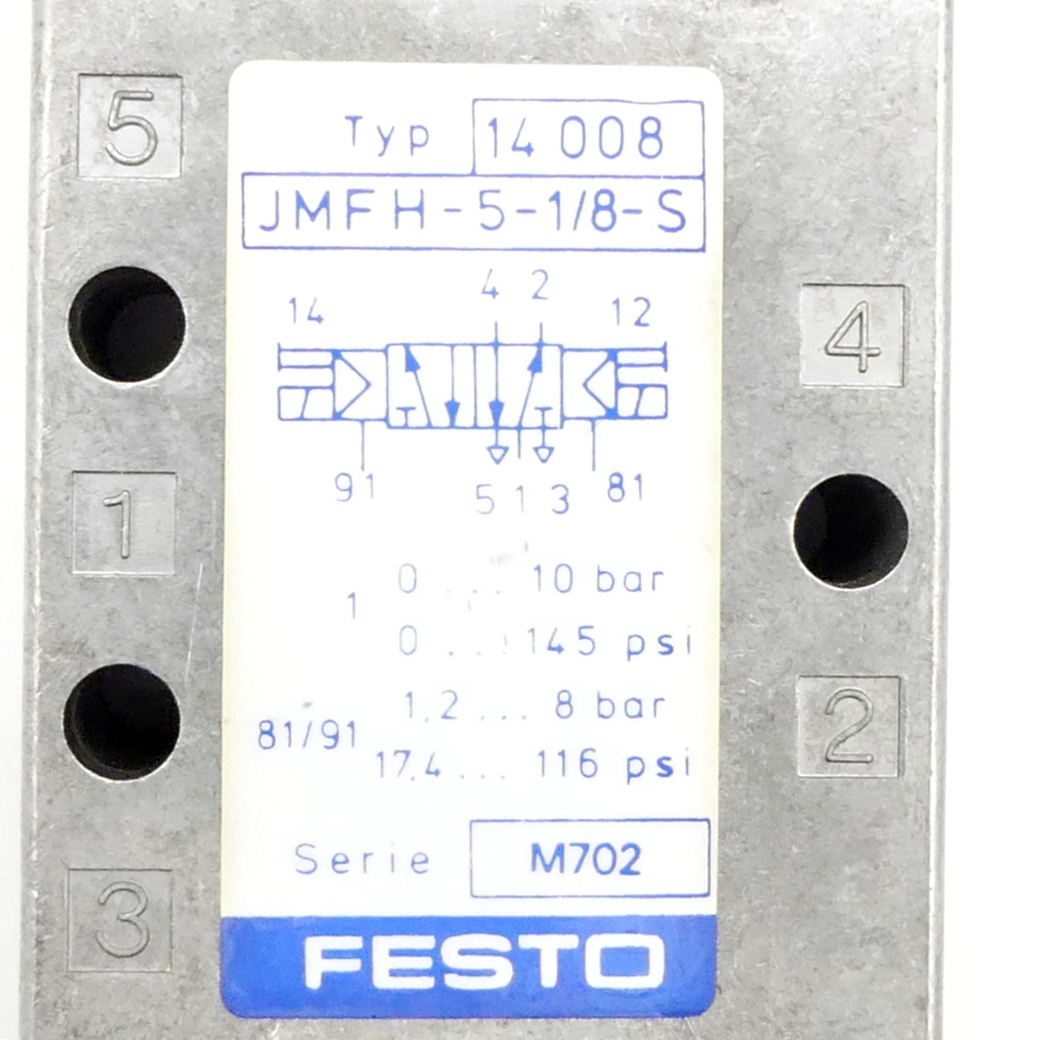 5
Typ 14 008
JMFH-5-1/8-S
4 2
14 12
4
91 5 1 3 81
1
0 ... 10 bar
1
0 ... 145 psi
1,2 ... 8 bar
2
81/91
17,4 ... 116 psi
Serie M702
3
FESTO